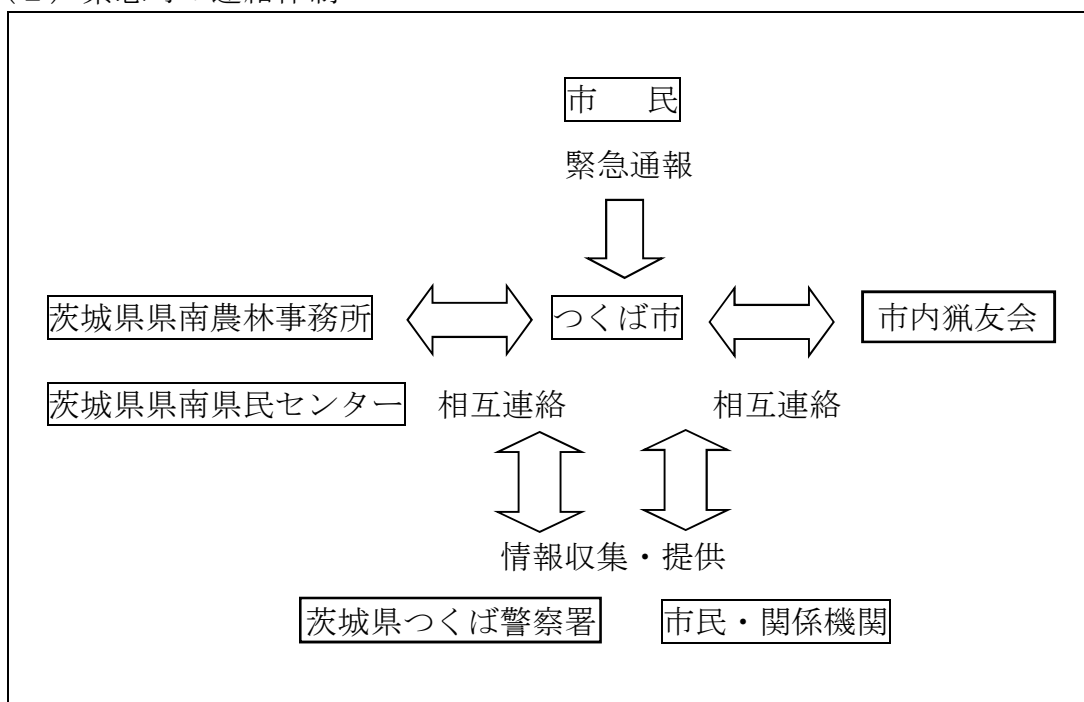 市　民
緊急通報
茨城県県南農林事務所 つくば市 市内猟友会
茨城県県南県民センター 相互連絡 相互連絡
情報収集・提供
茨城県つくば警察署 市民・関係機関